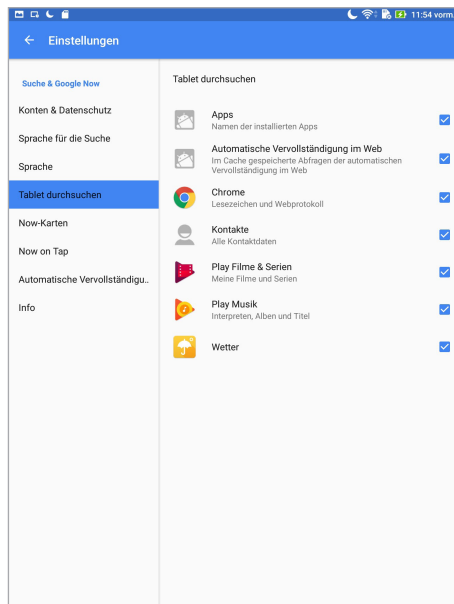 11:54 vorm.
Einstellungen
Suche & Google Now
Konten & Datenschutz
Sprache für die Suche
Sprache
Tablet durchsuchen
Now-Karten
Now on Tap
Automatische Vervollständigu..
Info
Tablet durchsuchen
Apps
Namen der installierten Apps
Automatische Vervollständigung im Web
Im Cache gespeicherte Abfragen der automatischen
Vervollständigung im Web
Chrome
Lesezeichen und Webprotokoll
Kontakte
Alle Kontaktdaten
Play Filme & Serien
Meine Filme und Serien
Play Musik
Interpreten, Alben und Titel
Wetter